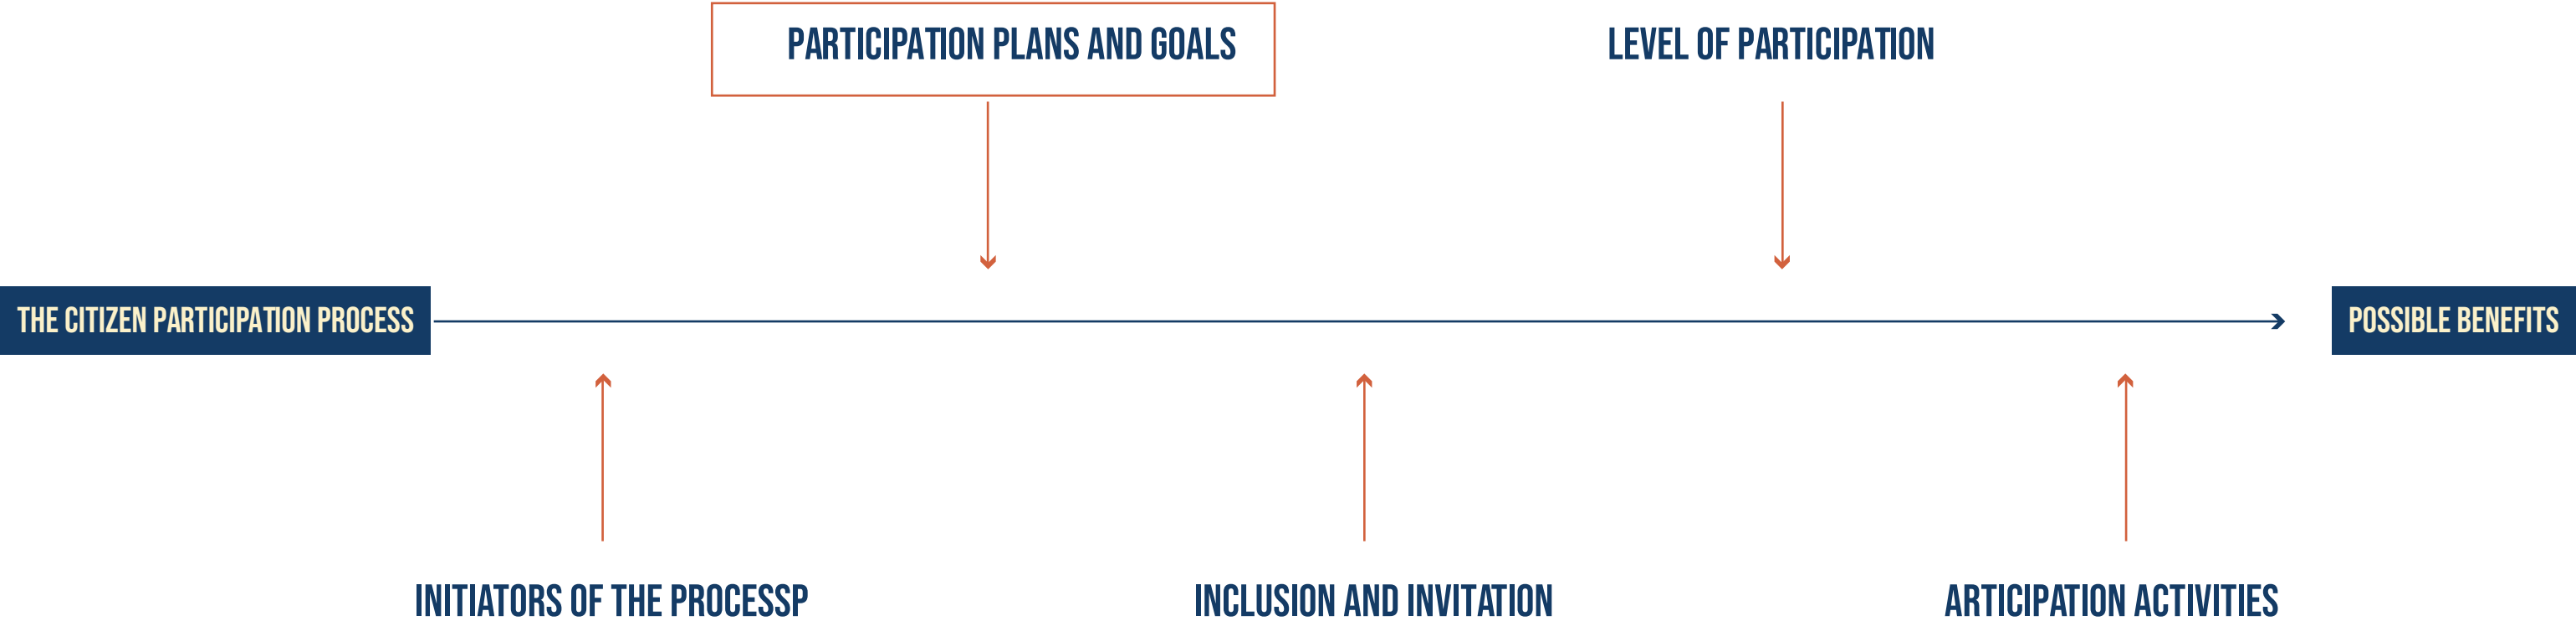 PARTICIPATION PLANS AND GOALS
LEVEL OF PARTICIPATION
THE CITIZEN PARTICIPATION PROCESS
POSSIBLE BENEFITS
INITIATORS OF THE PROCESSP
INCLUSION AND INVITATION
ARTICIPATION ACTIVITIES